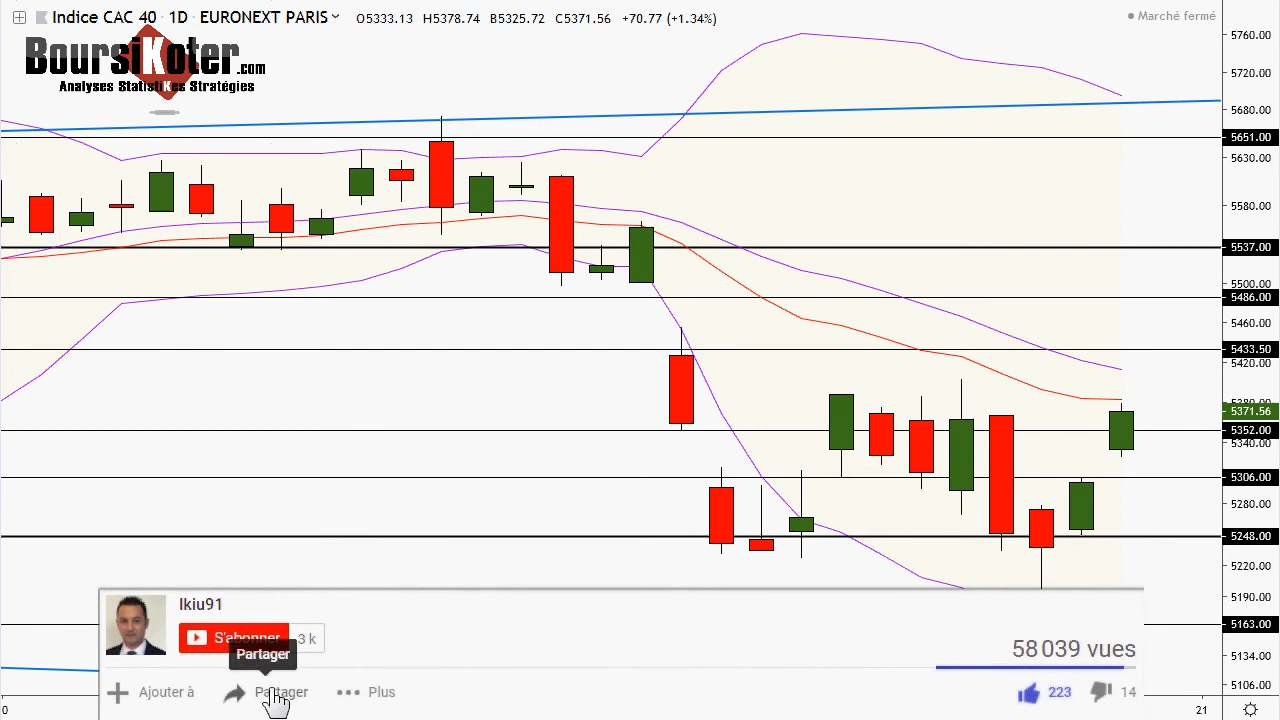 Indice CAC 40 · 1D · EURONEXT PARIS O5333.13 H5378.74 B5325.72 C5371.56 +70.77 (+1.34%)
Marché fermé
BoursiKoter.com
Analyses StatistiKes Stratégies
5760.00
5720.00
5680.00
5651.00
5630.00
5580.00
5537.00
5500.00
5486.00
5460.00
5433.50
5420.00
5371.56
5352.00
5340.00
5306.00
5280.00
5248.00
5220.00
5190.00
5163.00
5134.00
5106.00
lkiu91
S'abonner 3 k
Partager
58 039 vues
Ajouter à Partager Plus
223 14
21